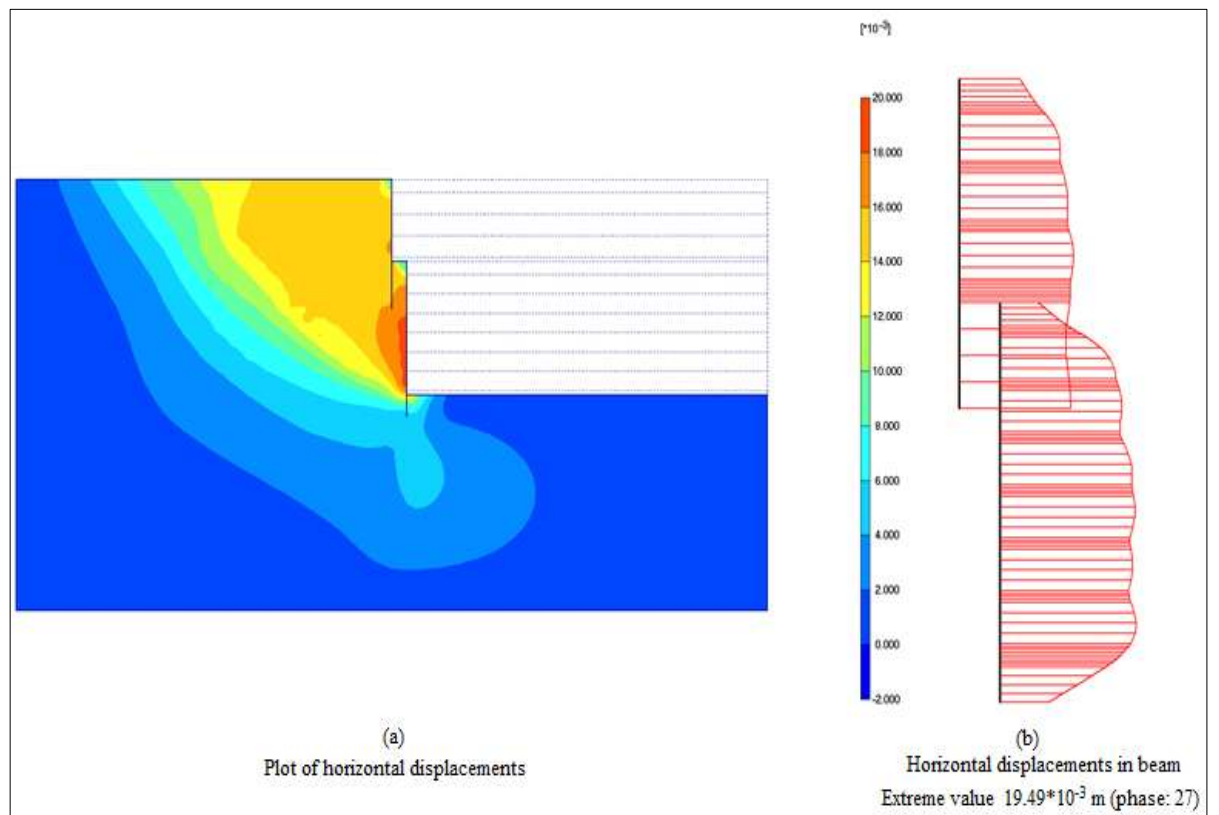 [*10⁻³]
20.000
18.000
16.000
14.000
12.000
10.000
8.000
6.000
4.000
2.000
0.000
-2.000
(a)
Plot of horizontal displacements
(b)
Horizontal displacements in beam
Extreme value 19.49*10⁻³ m (phase: 27)